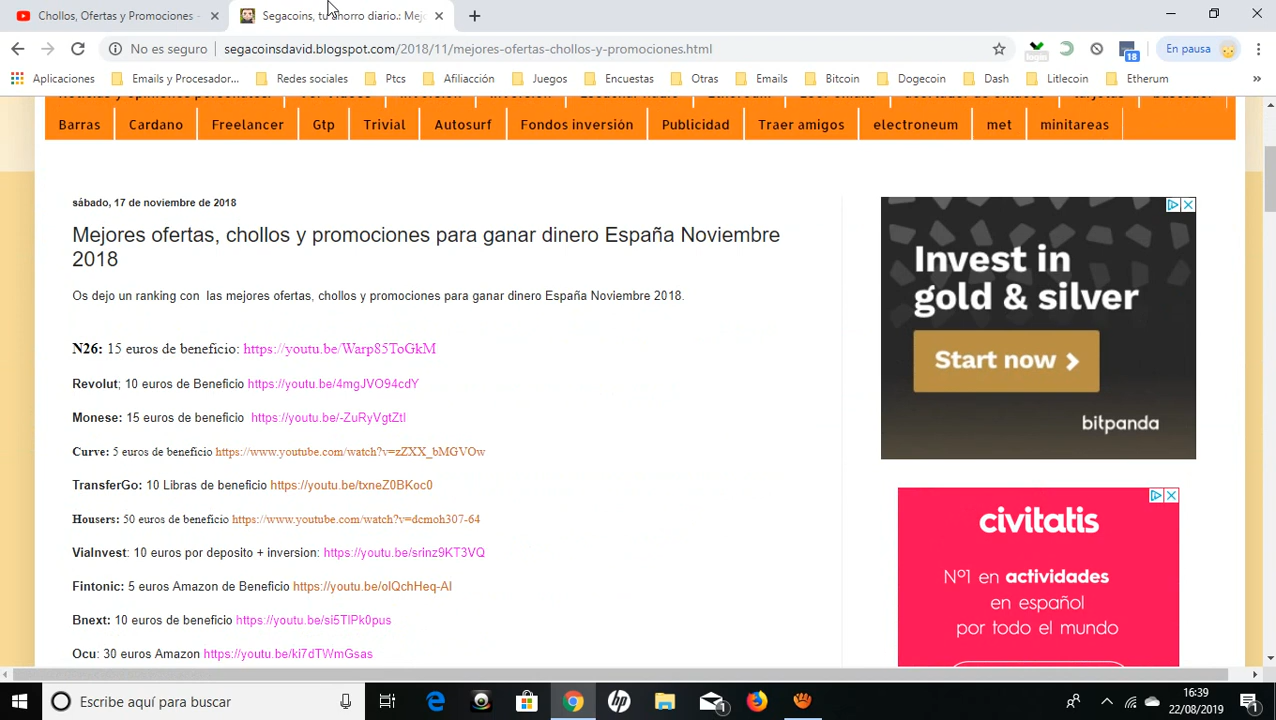 Chollos, Ofertas y Promociones -
Segacoins, tu ahorro diario.: Mej
No es seguro
segacoinsdavid.blogspot.com/2018/11/mejores-ofertas-chollos-y-promociones.html
18
En pausa
Aplicaciones
Emails y Procesador...
Redes sociales
Ptcs
Afiliacción
Juegos
Encuestas
Otras
Emails
Bitcoin
Dogecoin
Dash
Litlecoin
Etherum
»
Barras
Cardano
Freelancer
Gtp
Trivial
Autosurf
Fondos inversión
Publicidad
Traer amigos
electroneum
met
minitareas
sábado, 17 de noviembre de 2018
Mejores ofertas, chollos y promociones para ganar dinero España Noviembre
2018
Os dejo un ranking con las mejores ofertas, chollos y promociones para ganar dinero España Noviembre 2018.
N26: 15 euros de beneficio: https://youtu.be/Warp85ToGkM
Revolut; 10 euros de Beneficio https://youtu.be/4mgJVO94cdY
Monese: 15 euros de beneficio https://youtu.be/-ZuRyVgtZtI
Curve: 5 euros de beneficio https://www.youtube.com/watch?v=zZXX_bMGVOw
TransferGo: 10 Libras de beneficio https://youtu.be/txneZ0BKoc0
Housers: 50 euros de beneficio https://www.youtube.com/watch?v=dcmoh307-64
ViaInvest: 10 euros por deposito + inversion: https://youtu.be/srinz9KT3VQ
Fintonic: 5 euros Amazon de Beneficio https://youtu.be/olQchHeq-AI
Bnext: 10 euros de beneficio https://youtu.be/si5TlPk0pus
Ocu: 30 euros Amazon https://youtu.be/ki7dTWmGsas
Invest in
gold & silver
Start now
bitpanda
civitatis
Nº1 en actividades
en español
por todo el mundo
Escribe aquí para buscar
1
16:39
22/08/2019
1